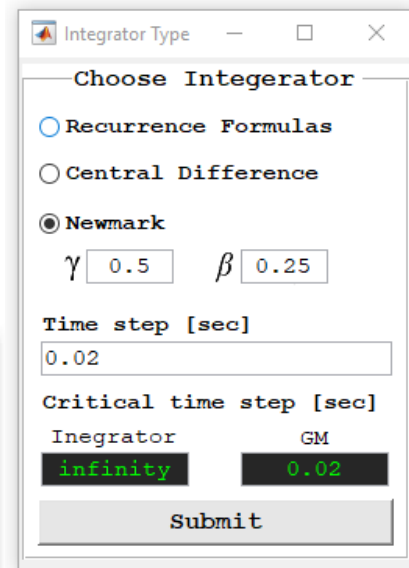 Integrator Type
Choose Integerator
Recurrence Formulas
Central Difference
Newmark
γ 0.5 β 0.25
Time step [sec]
0.02
Critical time step [sec]
Inegrator GM
infinity 0.02
Submit